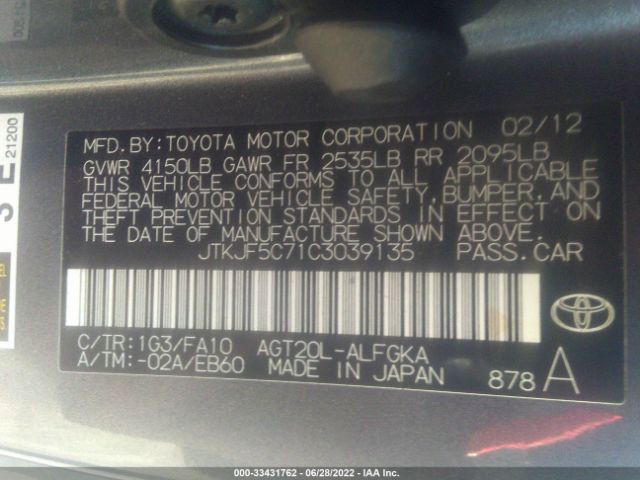 MFD.BY:TOYOTA MOTOR CORPORATION 02/12
GVWR 4150LB GAWR FR 2535LB RR 2095LB
THIS VEHICLE CONFORMS TO ALL APPLICABLE
FEDERAL MOTOR VEHICLE SAFETY,BUMPER,AND
THEFT PREVENTION STANDARDS IN EFFECT ON
THE DATE OF MANUFACTURE SHOWN ABOVE.
JTKJF5C71C3039135 PASS.CAR
C/TR:1G3/FA10 AGT20L-ALFGKA
A/TM:-02A/EB60 MADE IN JAPAN 878A
21200
000-33431762 - 06/28/2022 - IAA Inc.